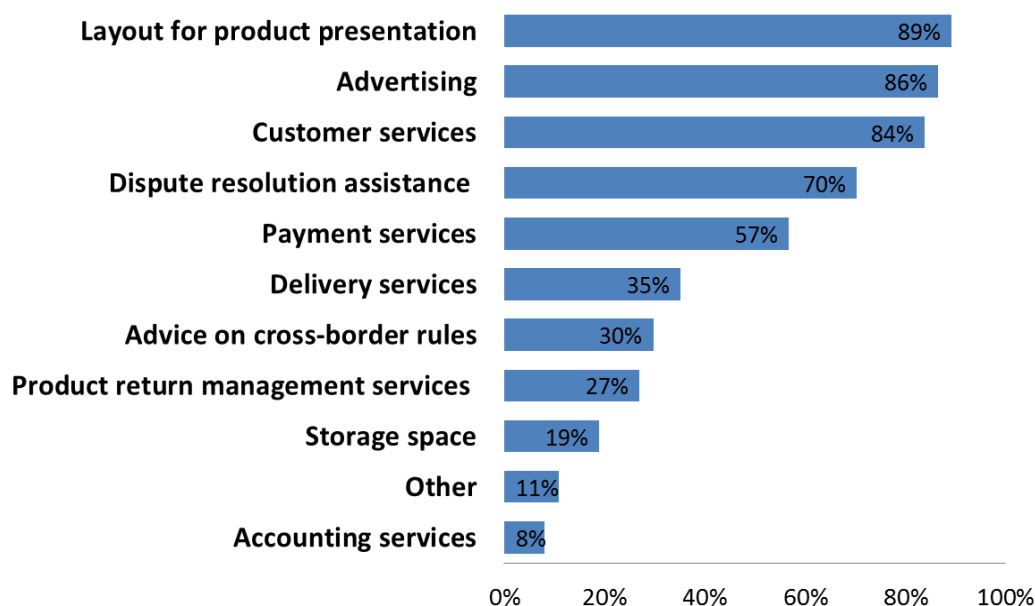 Layout for product presentation 89%
Advertising 86%
Customer services 84%
Dispute resolution assistance 70%
Payment services 57%
Delivery services 35%
Advice on cross-border rules 30%
Product return management services 27%
Storage space 19%
Other 11%
Accounting services 8%
0% 20% 40% 60% 80% 100%